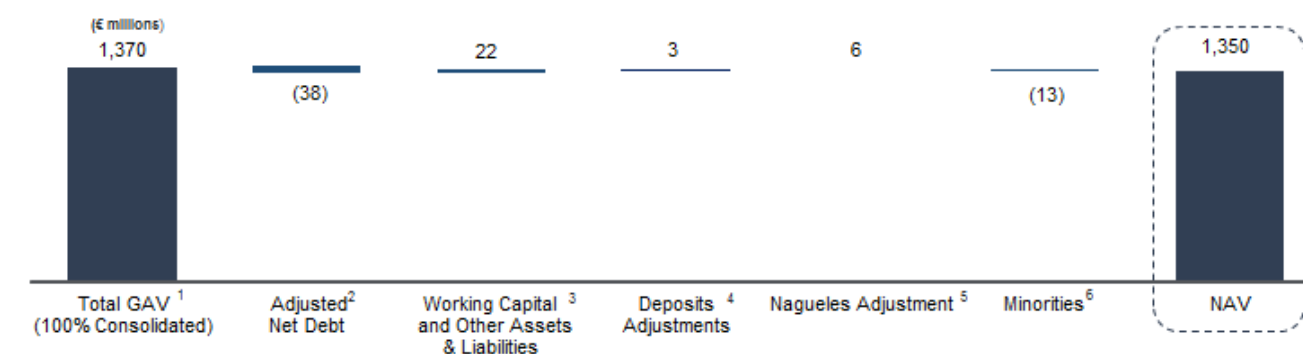 (€ millions)
1,370
(38)
22
3
6
(13)
1,350
Total GAV 1
(100% Consolidated)
Adjusted2
Net Debt
Working Capital 3
and Other Assets
& Liabilities
Deposits 4
Adjustments
Nagueles Adjustment 5
Minorities6
NAV